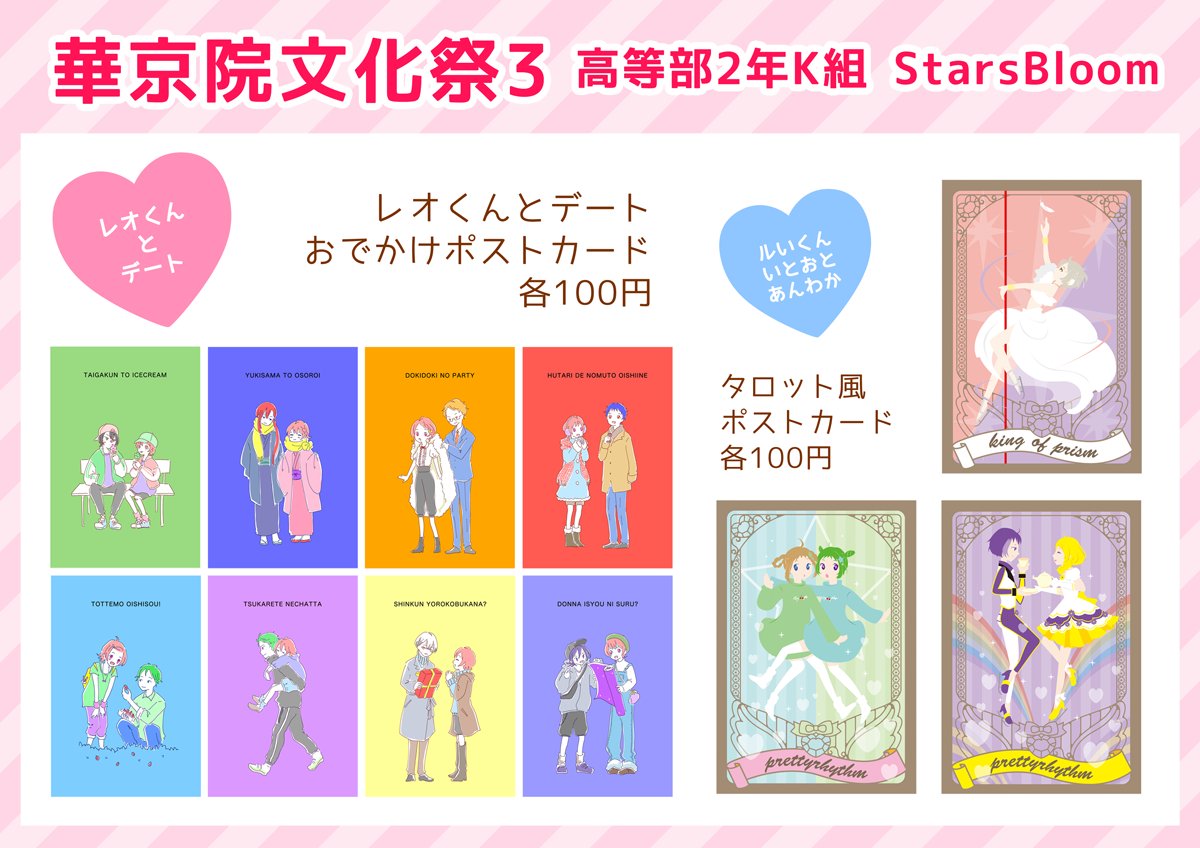 華京院文化祭3 高等部2年K組 StarsBloom
レオくん
と
デート
レオくんとデート
おでかけポストカード
各100円
TAIGAKUN TO ICECREAM
YUKISAMA TO OSOROI
DOKIDOKI NO PARTY
HUTARI DE NOMUTO OISHIINE
TOTTEMO OISHISOUI
TSUKARETE NECHATTA
SHINKUN YOROKOBUKANA?
DONNA ISYOU NI SURU?
ルいくん
いとおと
あんわか
タロット風
ポストカード
各100円
king of prism
prettyrhythm
prettyrhythm